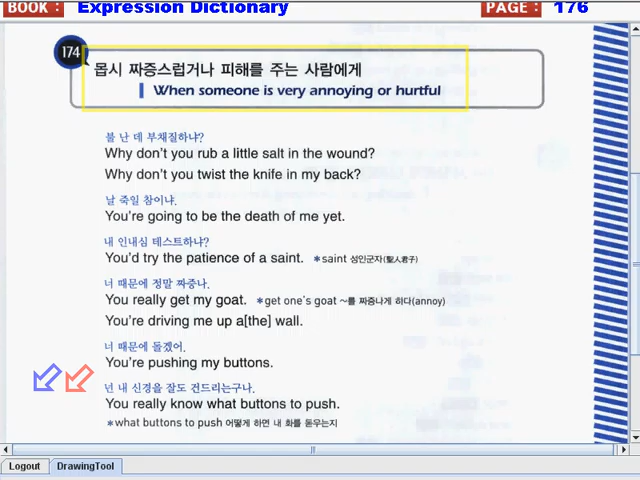 BOOK : Expression Dictionary PAGE : 176
174
몹시 짜증스럽거나 피해를 주는 사람에게
When someone is very annoying or hurtful
불 난 데 부채질하냐?
Why don't you rub a little salt in the wound?
Why don't you twist the knife in my back?
날 죽일 참이냐.
You're going to be the death of me yet.
내 인내심 테스트하냐?
You'd try the patience of a saint. *saint 성인군자(聖人君子)
너 때문에 정말 짜증나.
You really get my goat. *get one's goat ~를 짜증나게 하다(annoy)
You're driving me up a[the] wall.
너 때문에 돌겠어.
You're pushing my buttons.
넌 내 신경을 잘도 건드리는구나.
You really know what buttons to push.
*what buttons to push 어떻게 하면 내 화를 돋우는지
Logout DrawingTool